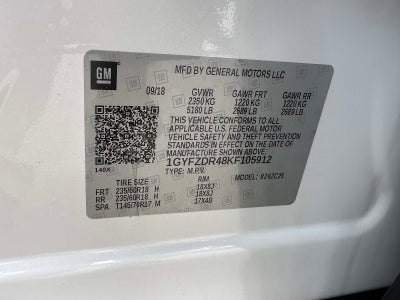 GM MFD BY GENERAL MOTORS LLC
09/18 GVWR GAWR FRT GAWR RR
2350 KG 1220 KG 1220 KG
5180 LB 2689 LB 2689 LB
THIS VEHICLE CONFORMS TO ALL
APPLICABLE U.S. FEDERAL MOTOR
VEHICLE SAFETY, BUMPER, AND THEFT
PREVENTION STANDARDS IN EFFECT ON
THE DATE OF MANUFACTURE SHOWN ABOVE.
1GYFZDR48KF105912
140X TYPE: M.P.V. MODEL: 6262C26
TIRE SIZE RIM
FRT 235/60R18 H 18X8J
RR 235/60R18 H 18X8J
SPA T145/70R17 M 17X4B